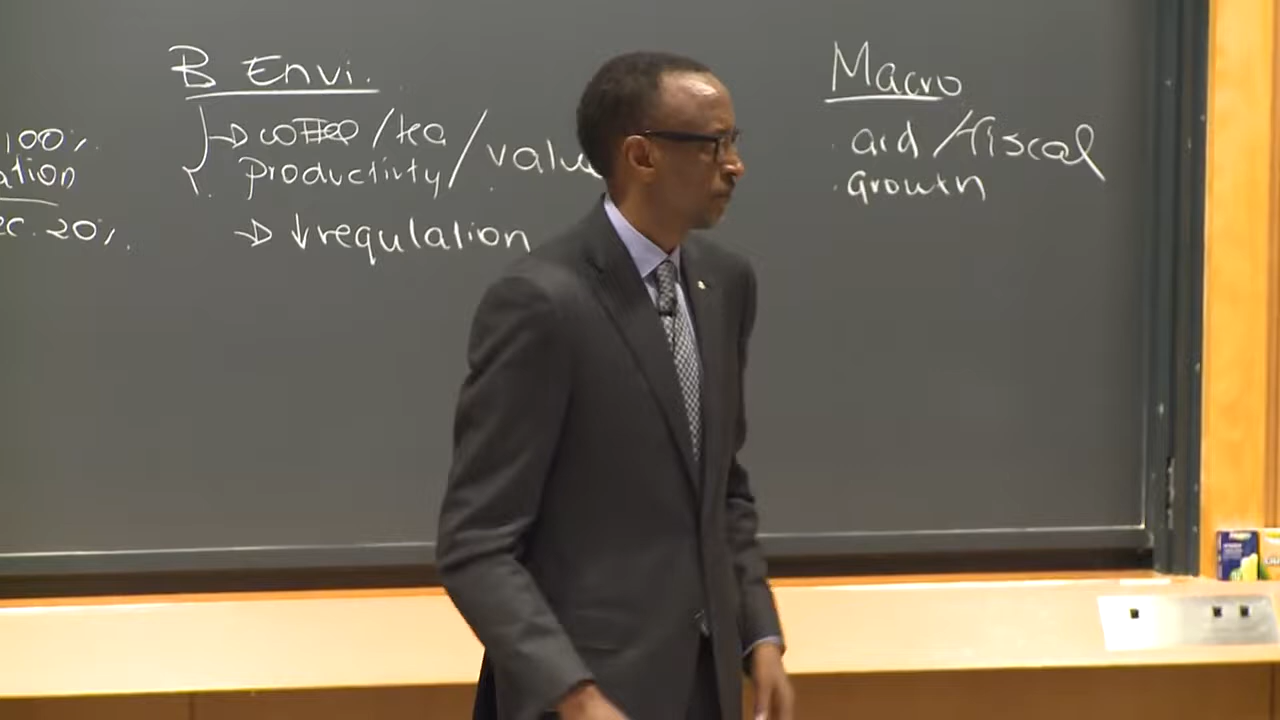 B Envi.
→ coffee / tea /
productivity / value
→ ↓ regulation
100%
ation
ec. 20%.
Macro
aid / fiscal
growth